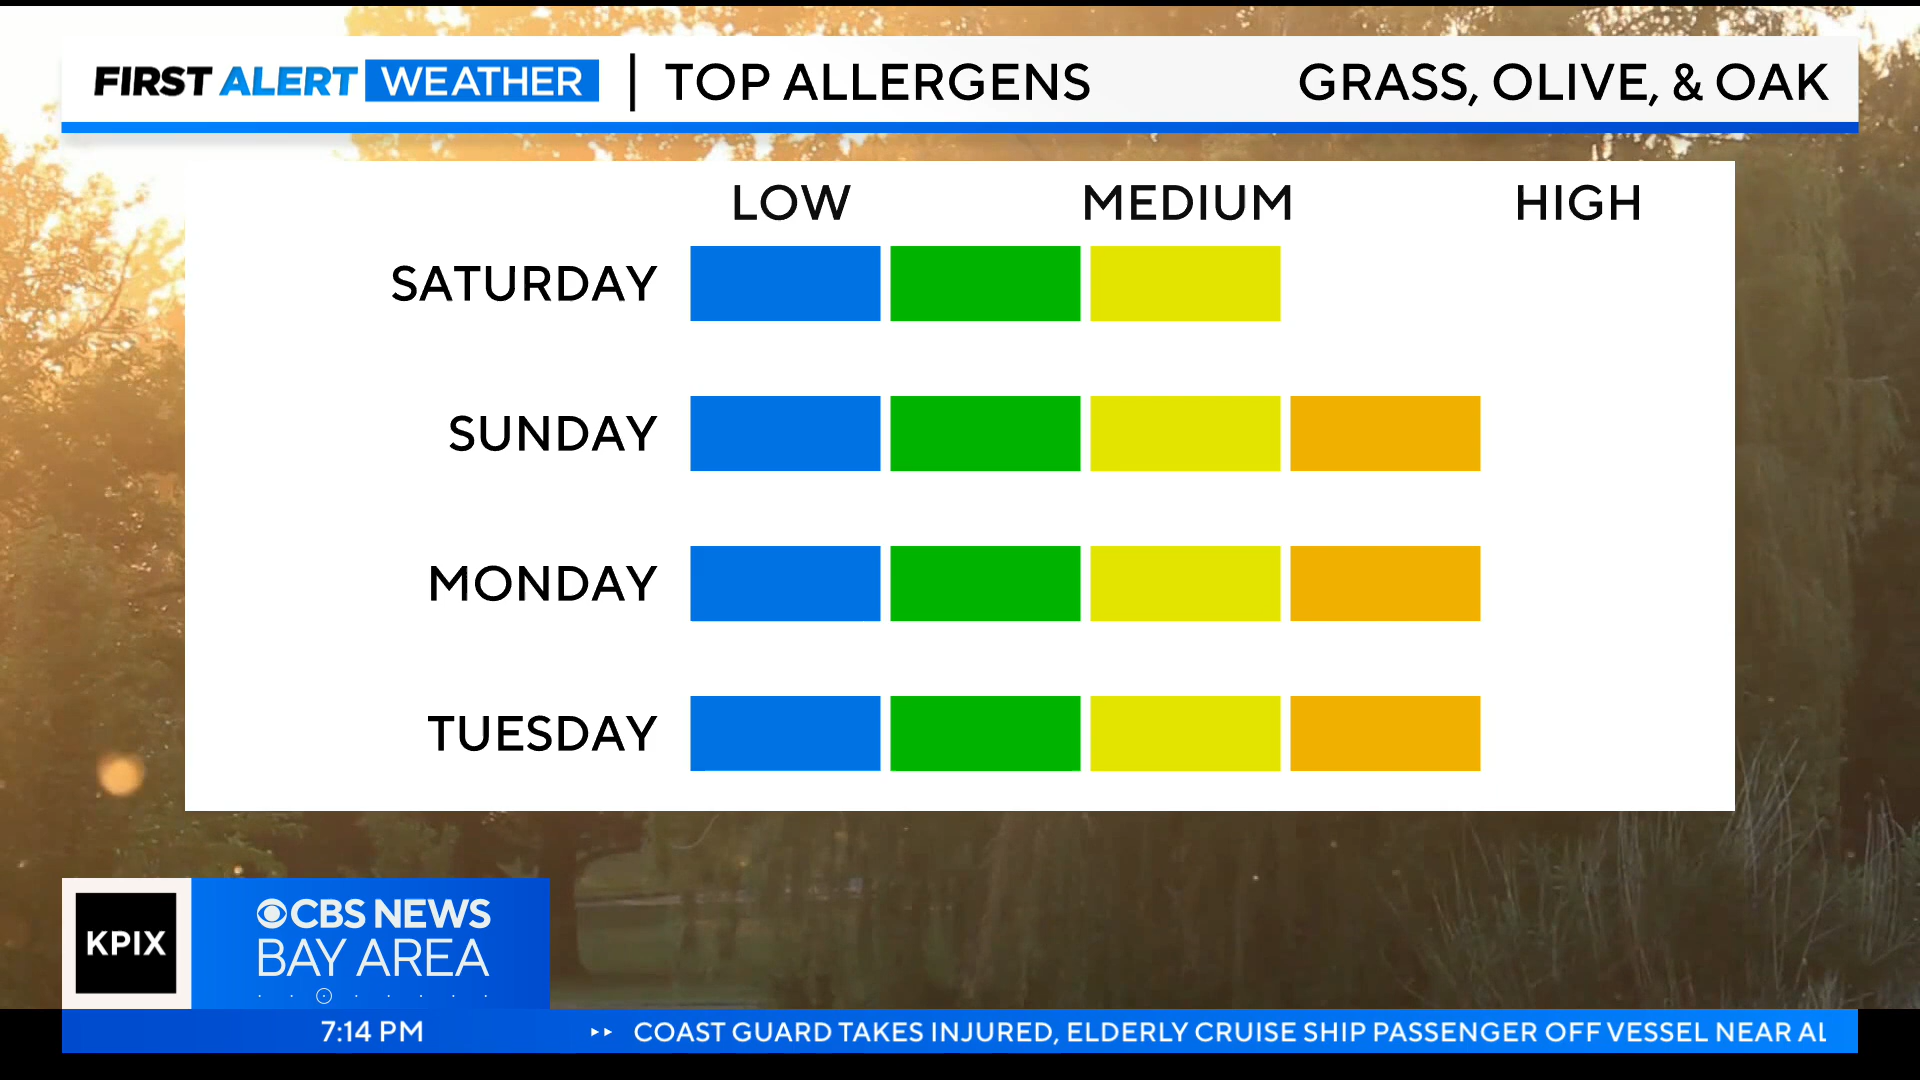 FIRST ALERT WEATHER | TOP ALLERGENS GRASS, OLIVE, & OAK
LOW MEDIUM HIGH
SATURDAY
SUNDAY
MONDAY
TUESDAY
KPIX
CBS NEWS
BAY AREA
7:14 PM COAST GUARD TAKES INJURED, ELDERLY CRUISE SHIP PASSENGER OFF VESSEL NEAR